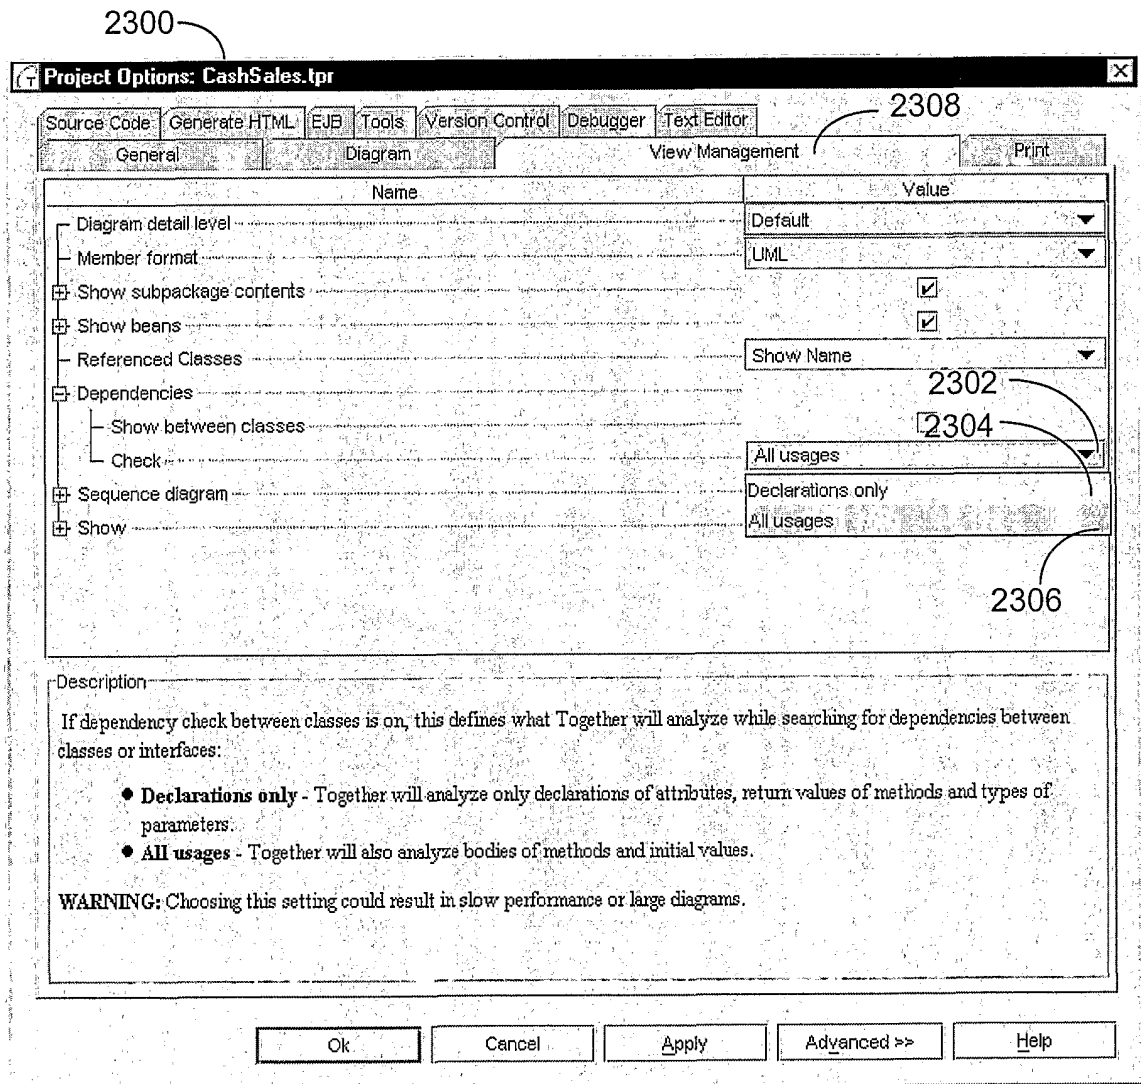 2300
Project Options: CashSales.tpr
2308
Source Code Generate HTML EJB Tools Version Control Debugger Text Editor
General Diagram View Management Print
Name Value
Diagram detail level Default
Member format UML
Show subpackage contents
Show beans
Referenced Classes Show Name
2302
Dependencies
2304
Show between classes
Check All usages
Sequence diagram Declarations only
Show All usages
2306
Description
If dependency check between classes is on, this defines what Together will analyze while searching for dependencies between
classes or interfaces:
● Declarations only - Together will analyze only declarations of attributes, return values of methods and types of
parameters.
● All usages - Together will also analyze bodies of methods and initial values.
WARNING: Choosing this setting could result in slow performance or large diagrams.
Ok Cancel Apply Advanced >> Help